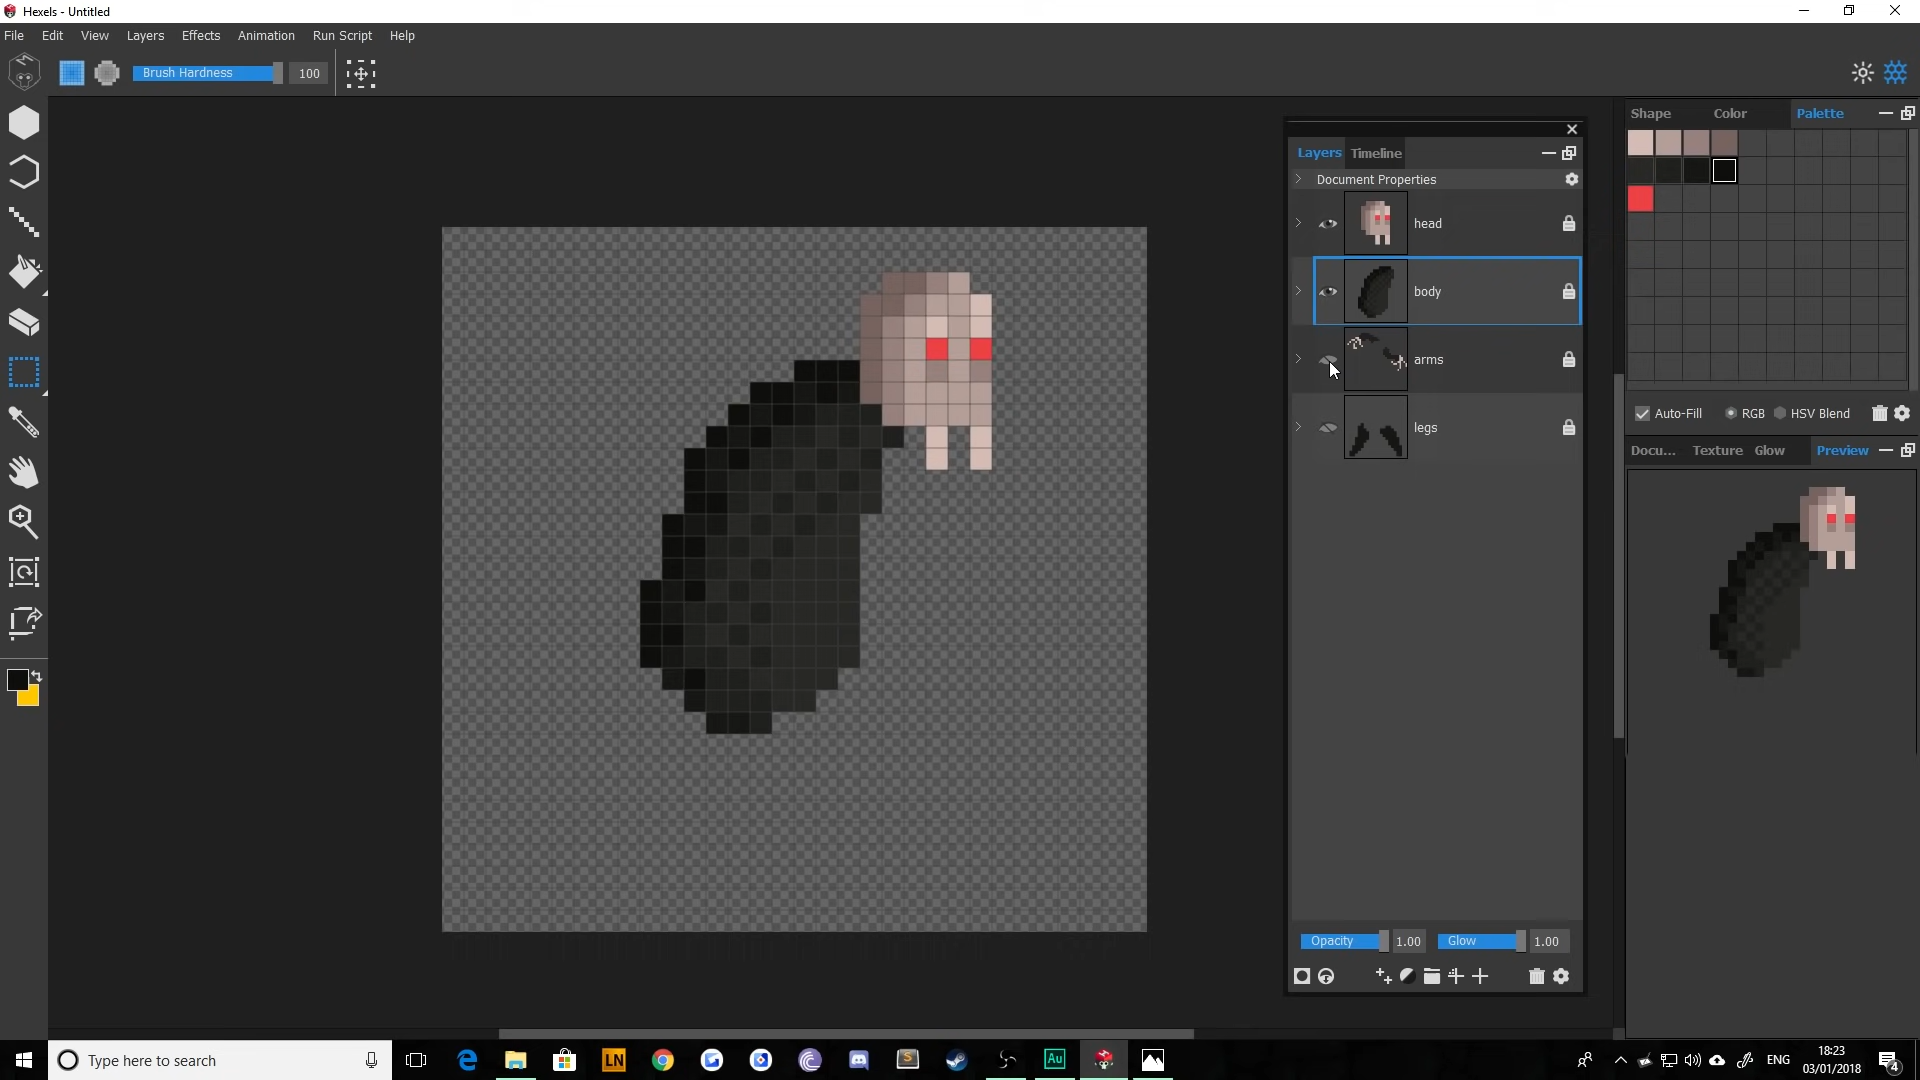 Hexels - Untitled
File Edit View Layers Effects Animation Run Script Help
Brush Hardness 100
Shape Color Palette
Layers Timeline
Document Properties
head
body
arms
legs
Auto-Fill RGB HSV Blend
Docu... Texture Glow Preview
Opacity 1.00 Glow 1.00
Type here to search
LN
Au
S
ENG
18:23
03/01/2018
4